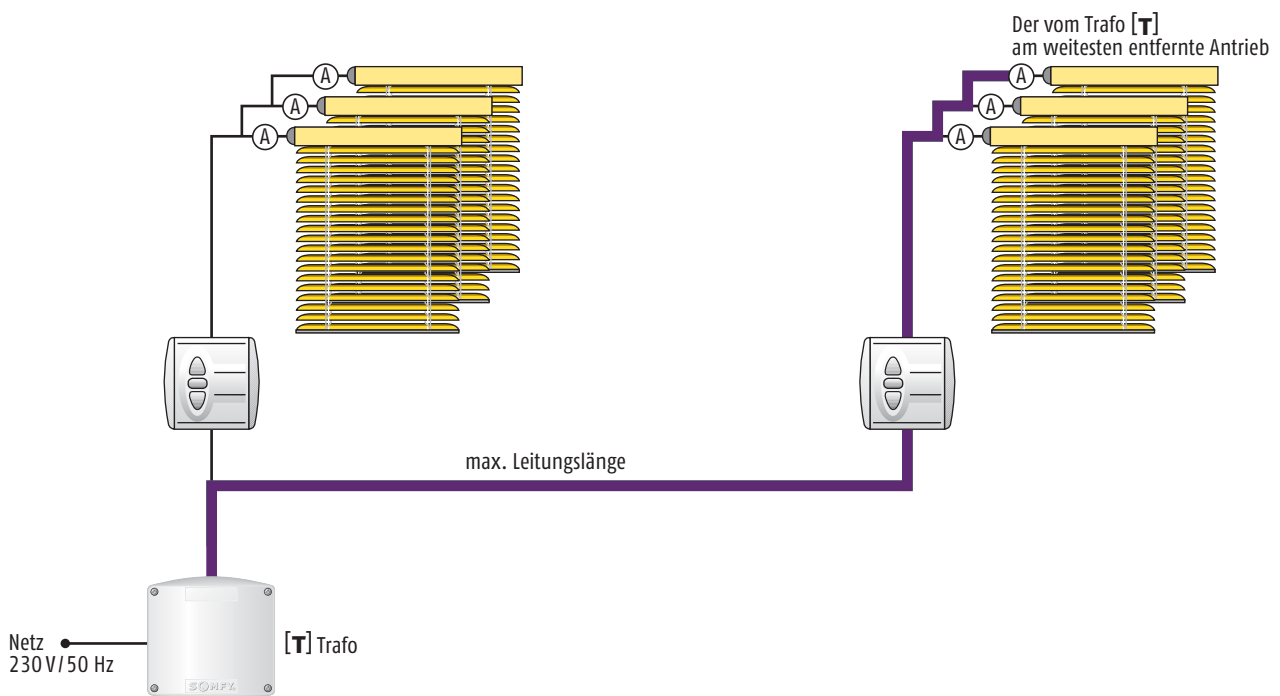 Der vom Trafo [T]
am weitesten entfernte Antrieb
A
A
A
A
A
A
max. Leitungslänge
Netz
230 V / 50 Hz
[T] Trafo
SOMFY.